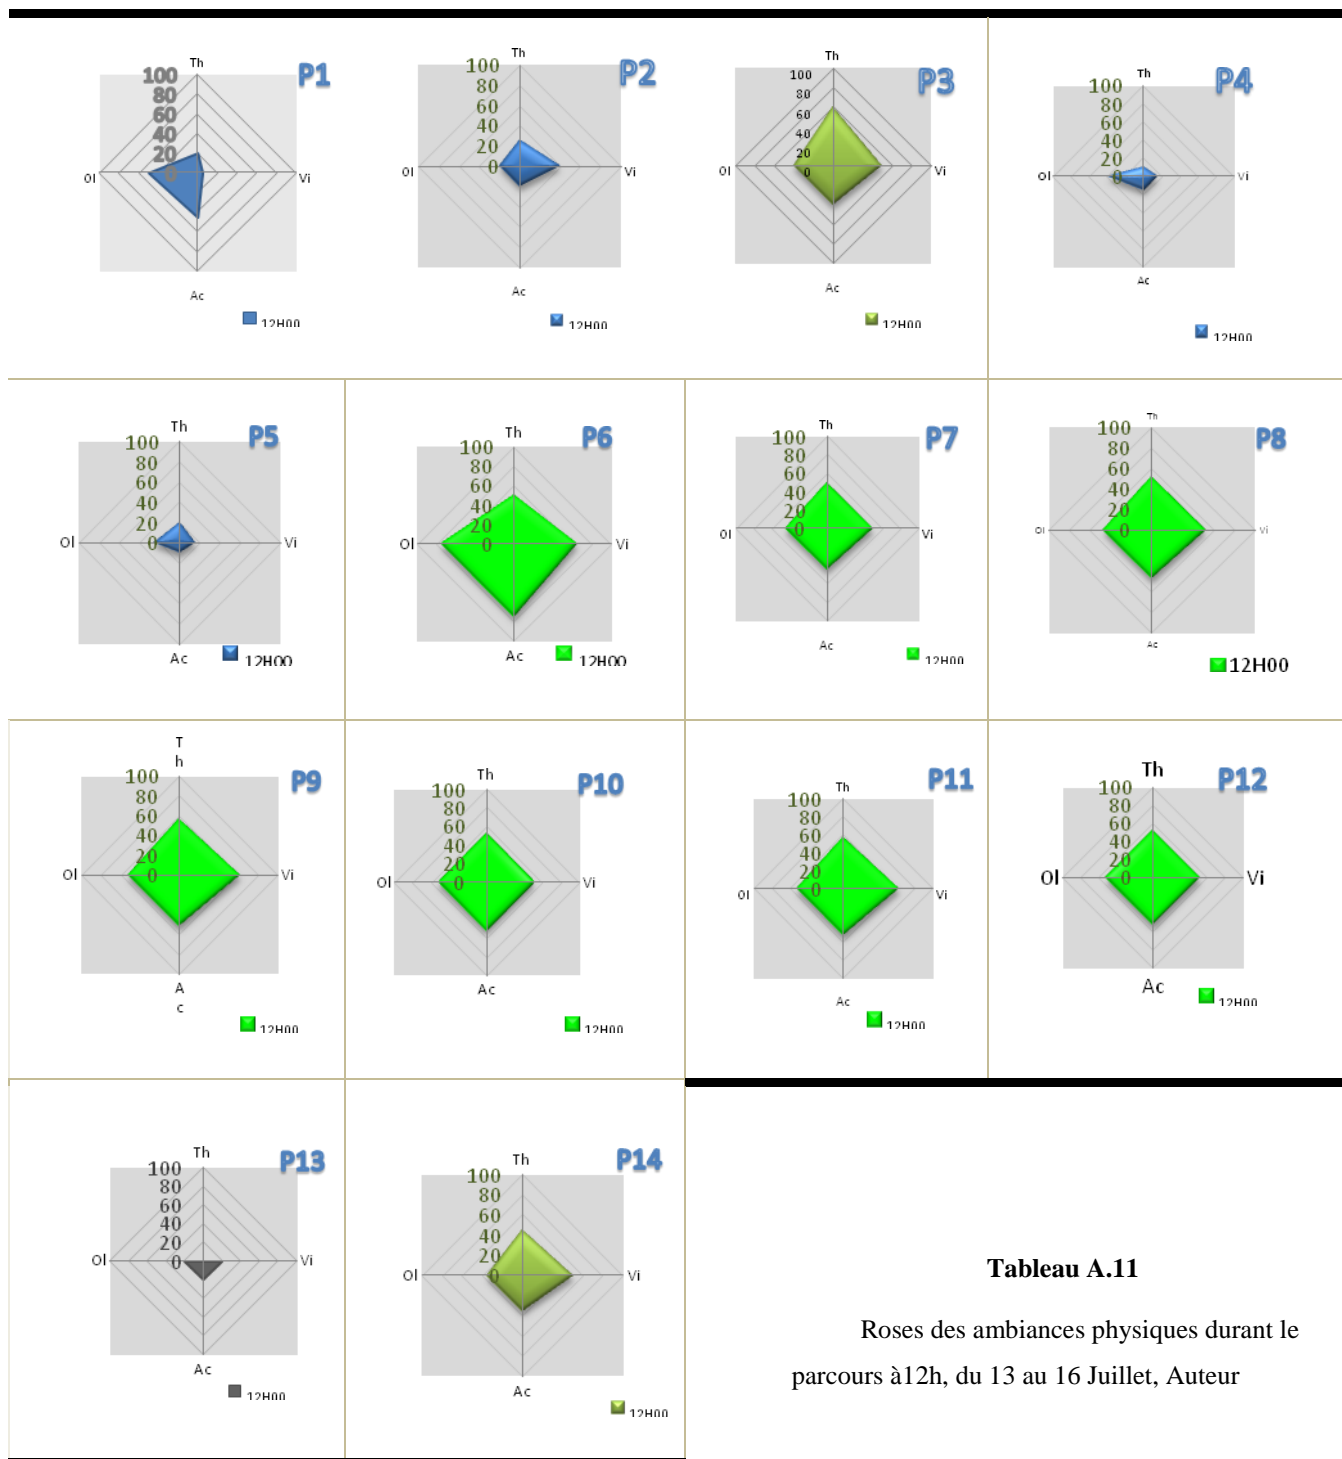 P1
Th
100
80
60
40
20
0
Ol
Vi
Ac
12H00
P2
Th
100
80
60
40
20
0
Ol
Vi
Ac
12H00
P3
Th
100
80
60
40
20
0
Ol
Vi
Ac
12H00
P4
Th
100
80
60
40
20
0
Ol
Vi
Ac
12H00
P5
Th
100
80
60
40
20
0
Ol
Vi
Ac
12H00
P6
Th
100
80
60
40
20
0
Ol
Vi
Ac
12H00
P7
Th
100
80
60
40
20
0
Ol
Vi
Ac
12H00
P8
Th
100
80
60
40
20
0
Ol
Vi
Ac
12H00
P9
T
h
100
80
60
40
20
0
Ol
Vi
A
c
12H00
P10
Th
100
80
60
40
20
0
Ol
Vi
Ac
12H00
P11
Th
100
80
60
40
20
0
Ol
Vi
Ac
12H00
P12
Th
100
80
60
40
20
0
Ol
Vi
Ac
12H00
P13
Th
100
80
60
40
20
0
Ol
Vi
Ac
12H00
P14
Th
100
80
60
40
20
0
Ol
Vi
Ac
12H00
Tableau A.11
Roses des ambiances physiques durant le
parcours à12h, du 13 au 16 Juillet, Auteur